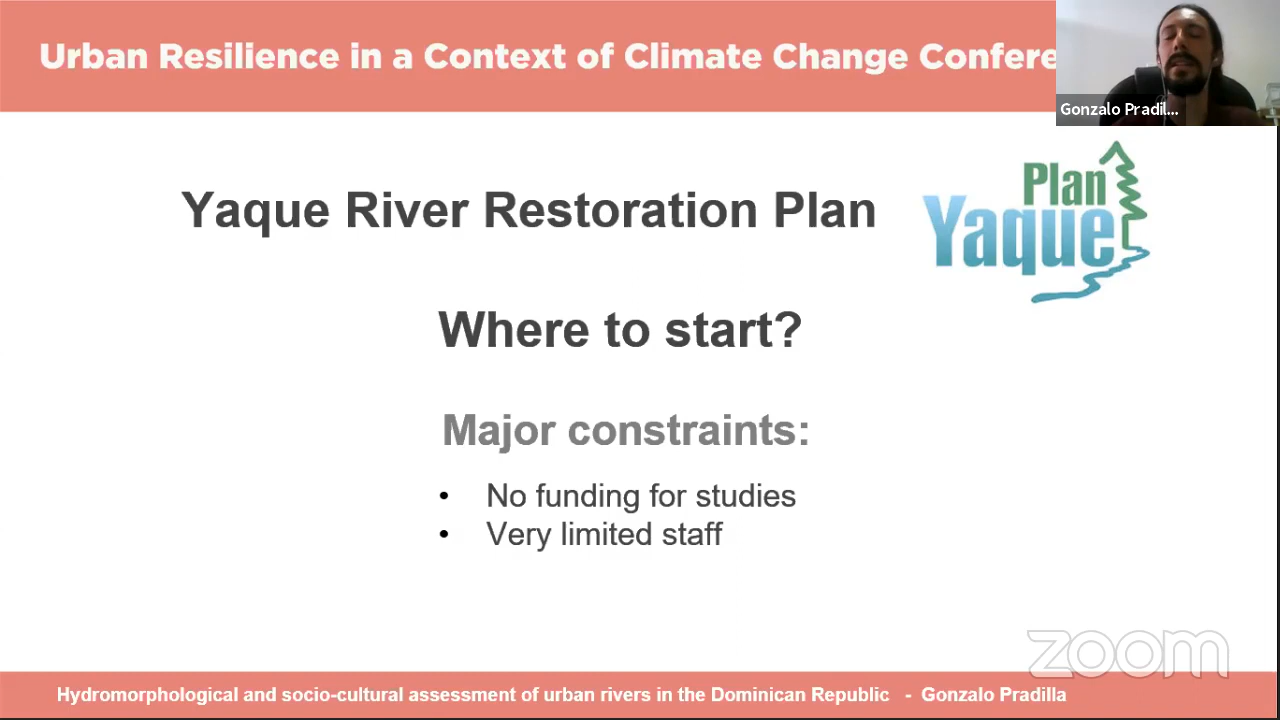 Urban Resilience in a Context of Climate Change Confere
Gonzalo Pradil...
Plan
Yaque
Yaque River Restoration Plan
Where to start?
Major constraints:
• No funding for studies
• Very limited staff
zoom
Hydromorphological and socio-cultural assessment of urban rivers in the Dominican Republic - Gonzalo Pradilla